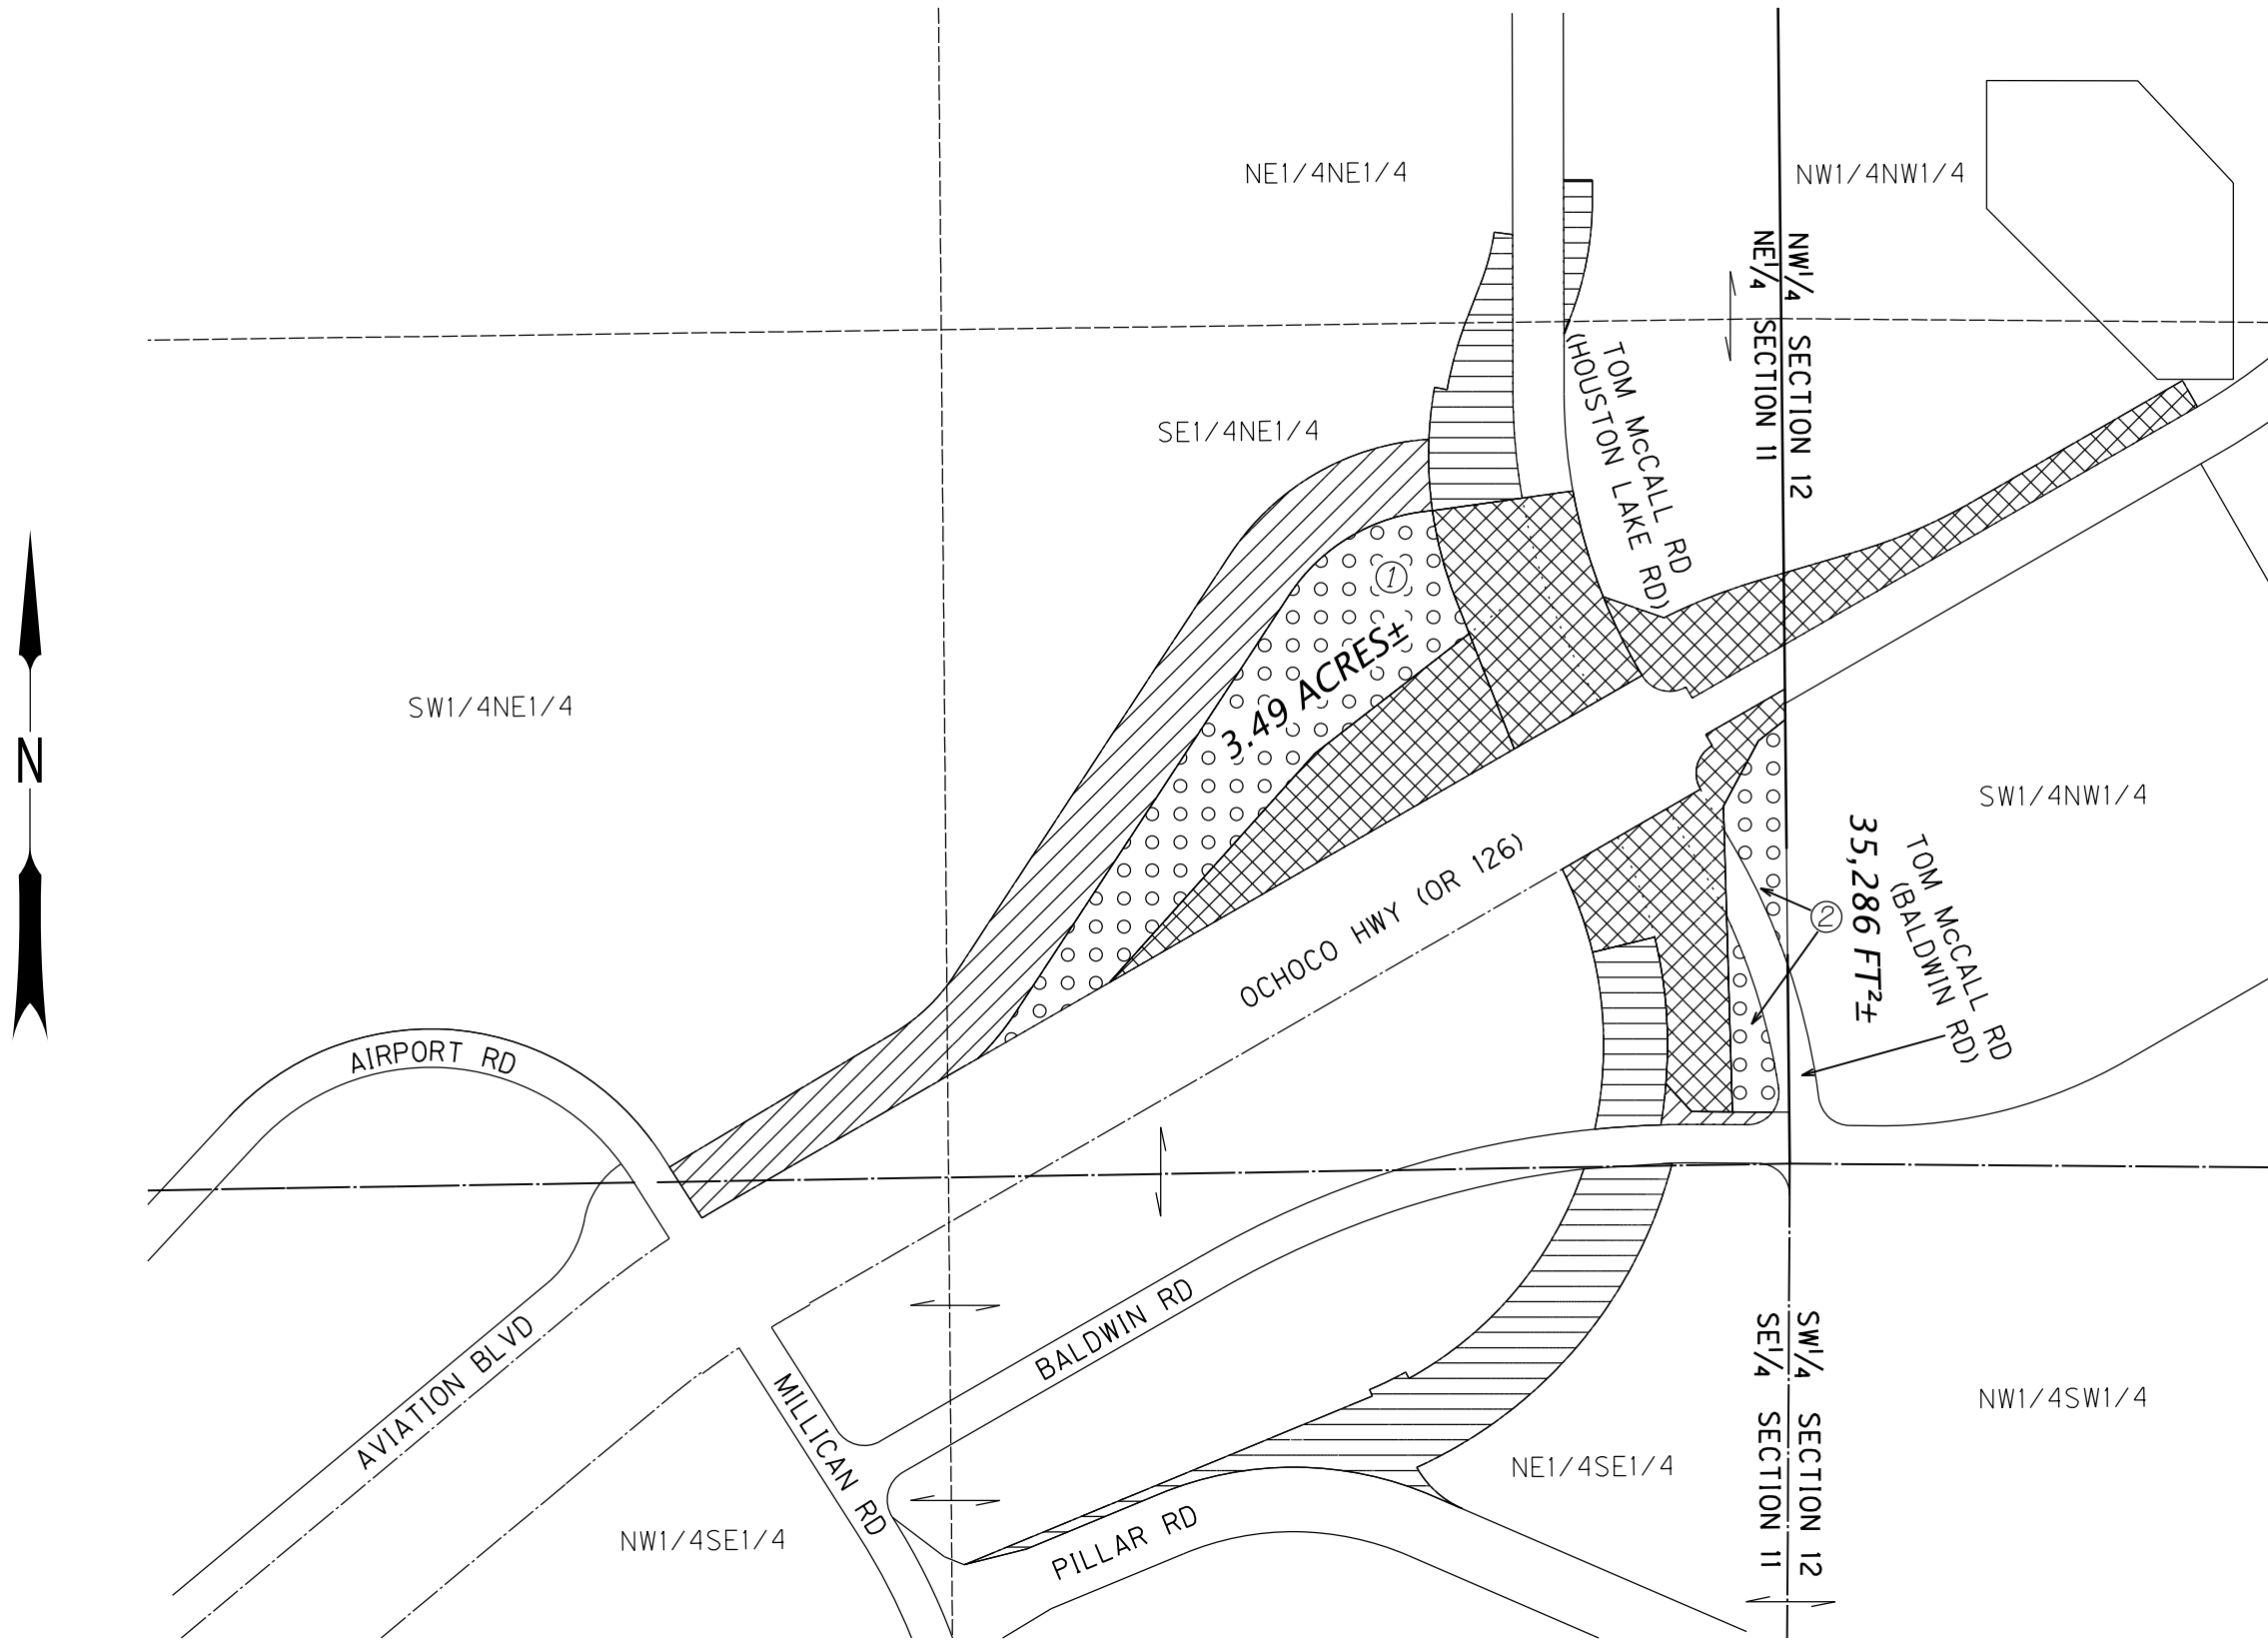 NE1/4NE1/4
NW1/4NW1/4
NW1/4 SECTION 12
NE1/4 SECTION 11
TOM McCALL RD
(HOUSTON LAKE RD)
SE1/4NE1/4
①
3.49 ACRES±
SW1/4NE1/4
N
SW1/4NW1/4
TOM McCALL RD
(BALDWIN RD)
35,286 FT²±
②
OCHOCO HWY (OR 126)
AIRPORT RD
BALDWIN RD
AVIATION BLVD
MILLICAN RD
PILLAR RD
SW1/4 SECTION 12
SE1/4 SECTION 11
NW1/4SW1/4
NE1/4SE1/4
NW1/4SE1/4